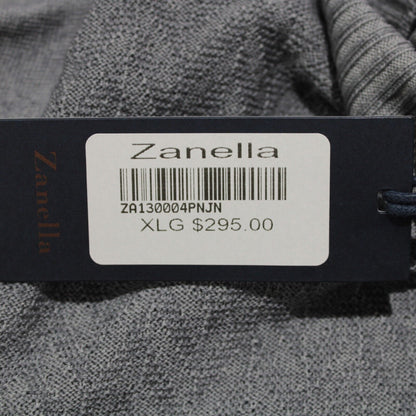 Zanella
Zanella
ZA130004PNJN
XLG $295.00